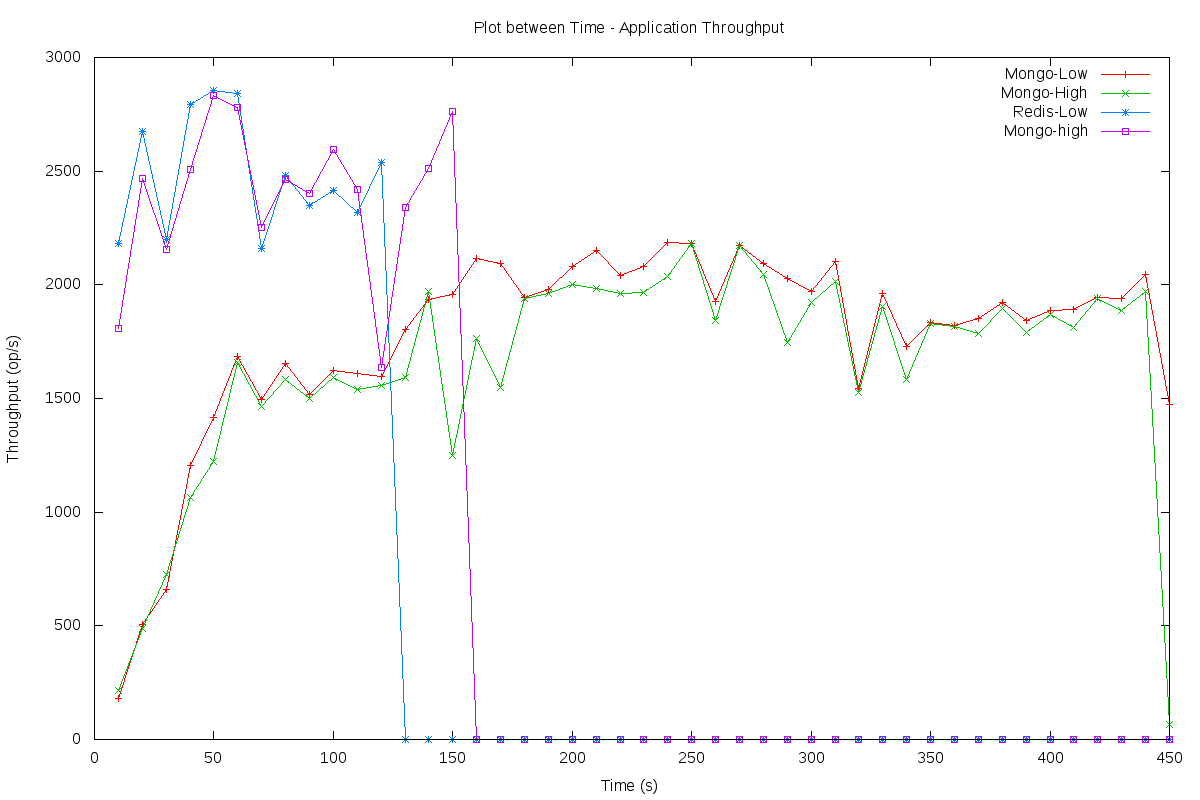 Plot between Time - Application Throughput
3000
2500
2000
1500
1000
500
0
Throughput (op/s)
Mongo-Low
Mongo-High
Redis-Low
Mongo-high
0 50 100 150 200 250 300 350 400 450
Time (s)